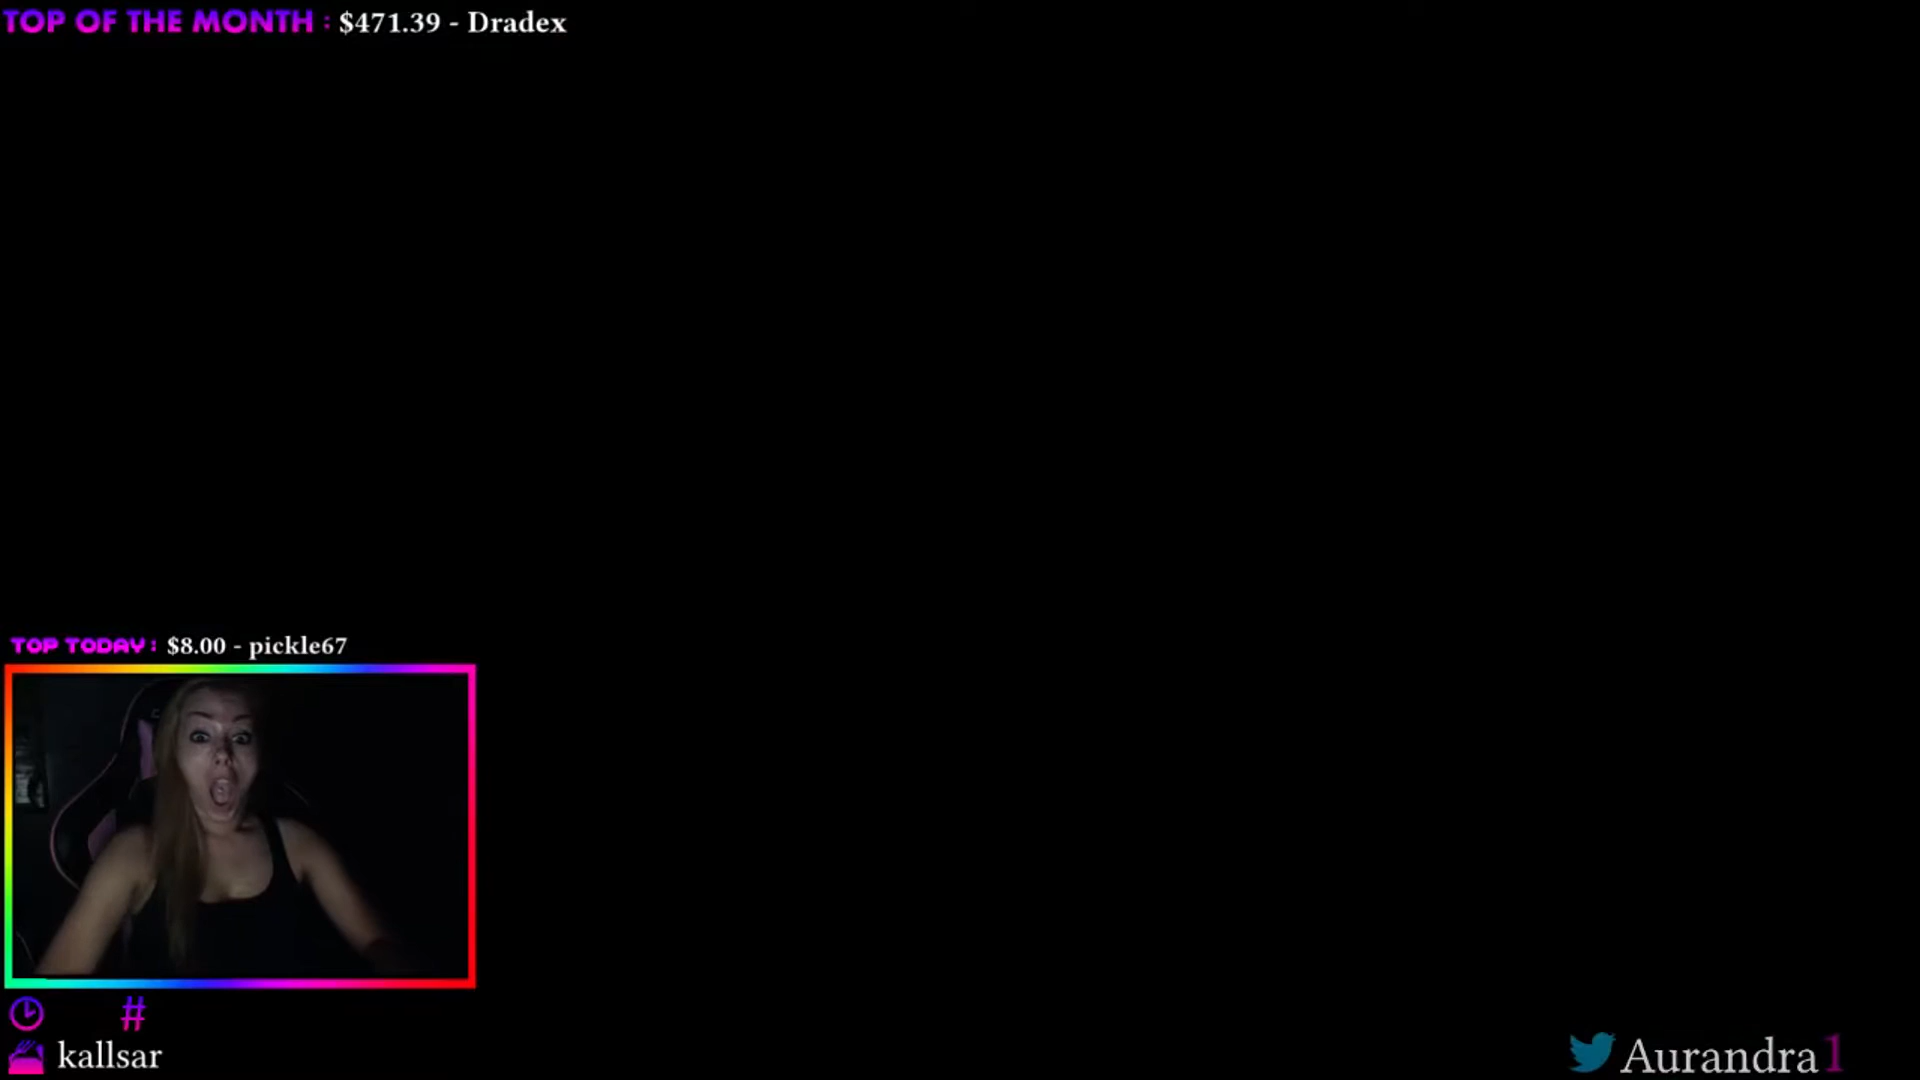 TOP OF THE MONTH : $471.39 - Dradex
TOP TODAY : $8.00 - pickle67
#
kallsar
Aurandra1